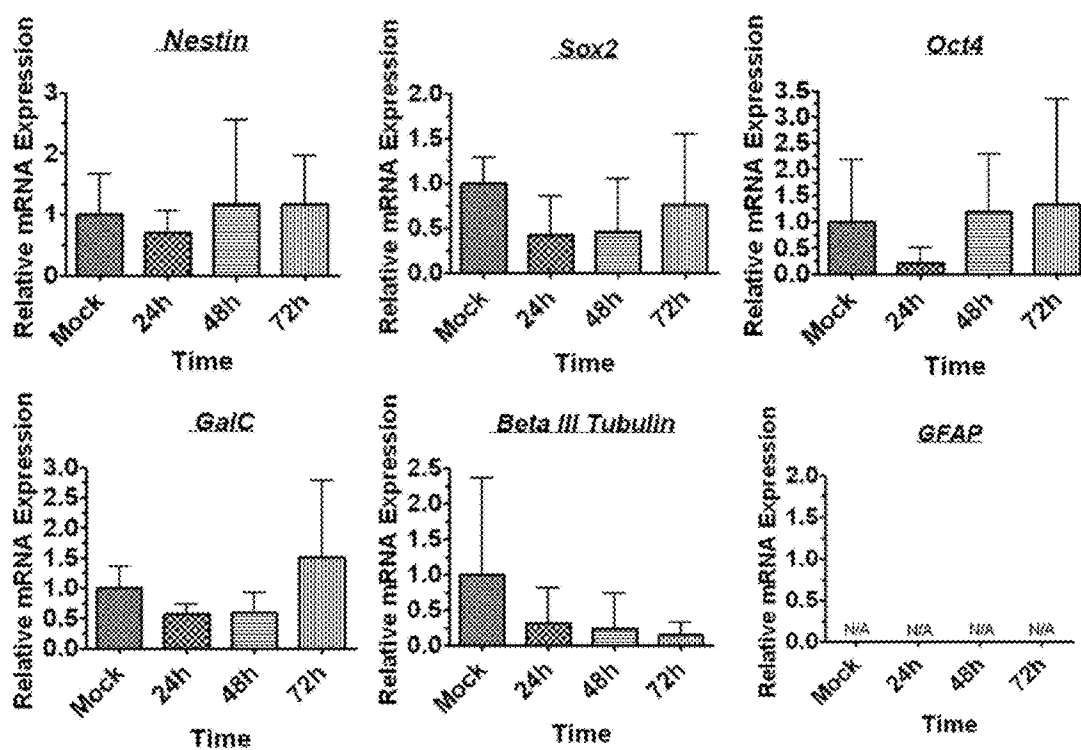 Nestin
Relative mRNA Expression
3
2
1
0
Mock
24h
48h
72h
Time
Sox2
Relative mRNA Expression
2.0
1.5
1.0
0.5
0.0
Mock
24h
48h
72h
Time
Oct4
Relative mRNA Expression
3.5
3.0
2.5
2.0
1.5
1.0
0.5
0.0
Mock
24h
48h
72h
Time
GalC
Relative mRNA Expression
3.0
2.5
2.0
1.5
1.0
0.5
0.0
Mock
24h
48h
72h
Time
Beta III Tubulin
Relative mRNA Expression
2.5
2.0
1.5
1.0
0.5
0.0
Mock
24h
48h
72h
Time
GFAP
Relative mRNA Expression
2.0
1.5
1.0
0.5
0.0
N/A N/A N/A N/A
Mock
24h
48h
72h
Time